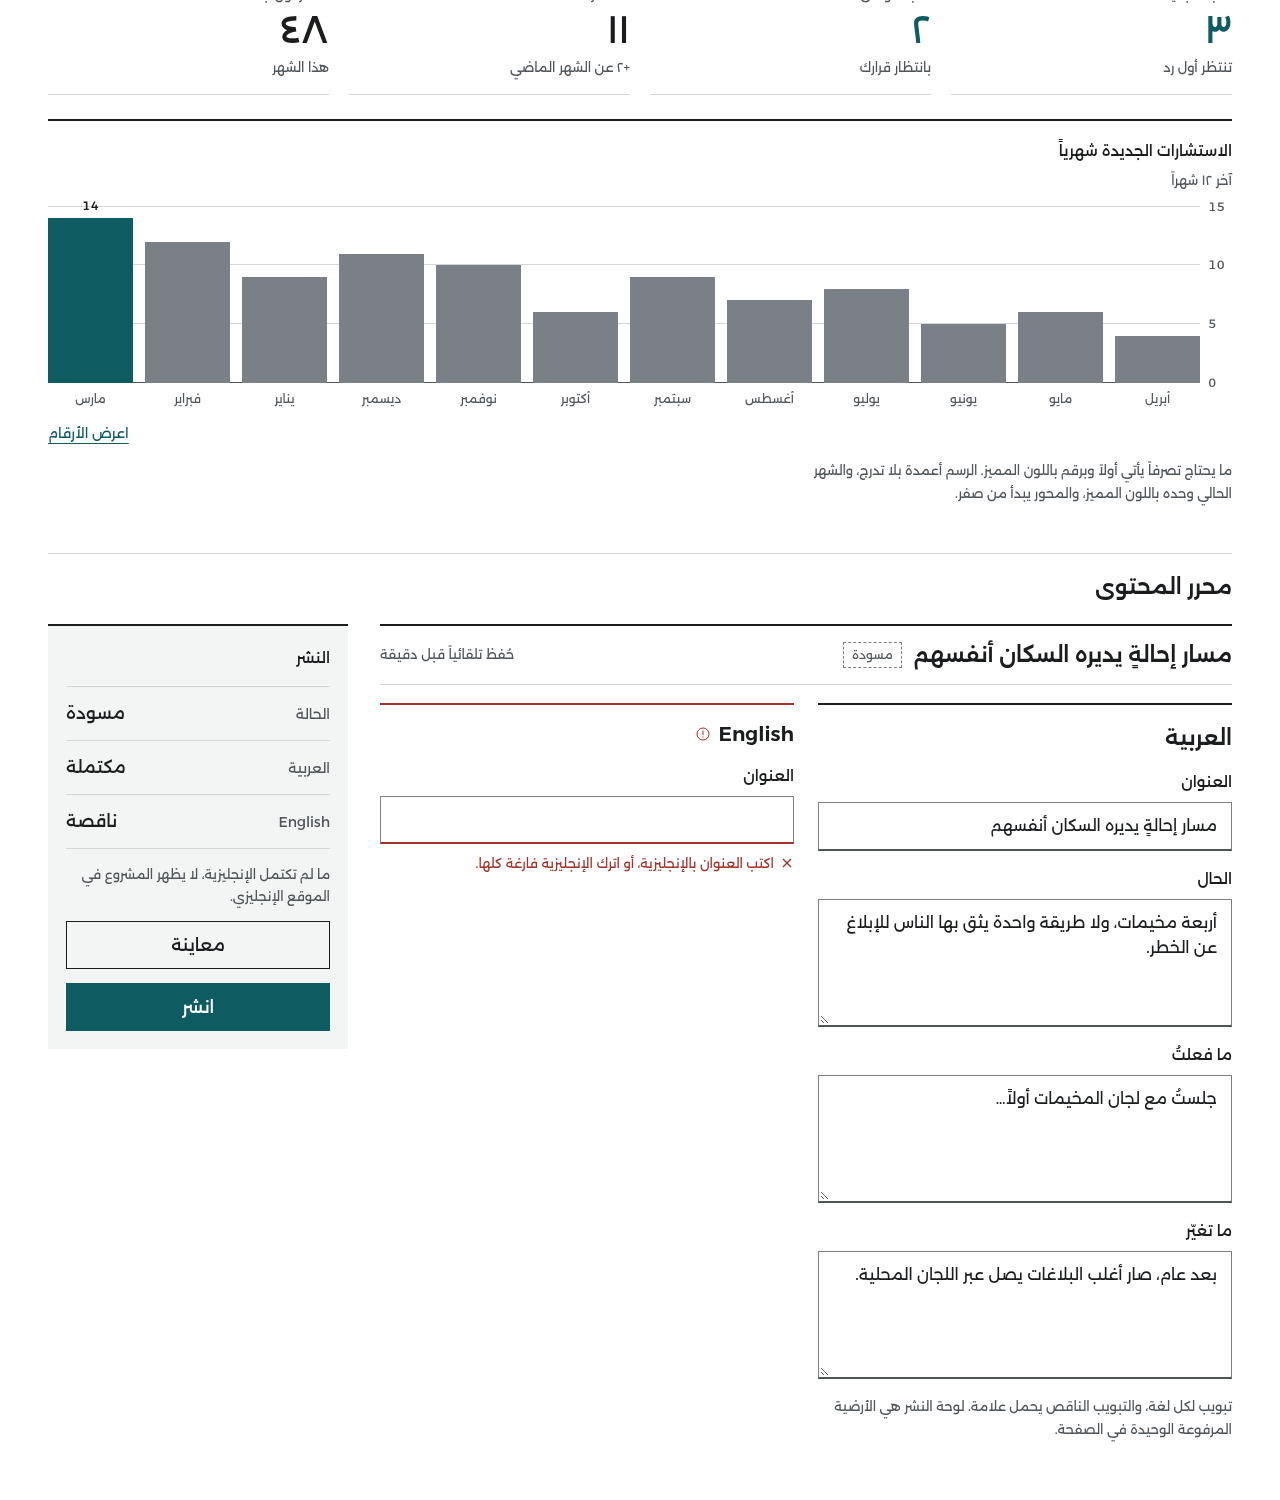 ٣
٢
١١
٤٨
تنتظر أول رد
بانتظار قرارك
+٢ عن الشهر الماضي
هذا الشهر
الاستشارات الجديدة شهرياً
آخر ١٢ شهراً
15
14
10
5
0
أبريل
مايو
يونيو
يوليو
أغسطس
سبتمبر
أكتوبر
نوفمبر
ديسمبر
يناير
فبراير
مارس
اعرض الأرقام
ما يحتاج تصرفاً يأتي أولاً وبرقم باللون المميز. الرسم أعمدة بلا تدرج، والشهر
الحالي وحده باللون المميز، والمحور يبدأ من صفر.
محرر المحتوى
مسار إحالةٍ يديره السكان أنفسهم
مسودة
حُفظ تلقائياً قبل دقيقة
العربية
العنوان
مسار إحالةٍ يديره السكان أنفسهم
الحال
أربعة مخيمات، ولا طريقة واحدة يثق بها الناس للإبلاغ
عن الخطر.
ما فعلتُ
جلستُ مع لجان المخيمات أولاً…
ما تغيّر
بعد عام، صار أغلب البلاغات يصل عبر اللجان المحلية.
تبويب لكل لغة، والتبويب الناقص يحمل علامة. لوحة النشر هي الأرضية
المرفوعة الوحيدة في الصفحة.
English
العنوان
اكتب العنوان بالإنجليزية، أو اترك الإنجليزية فارغة كلها.
النشر
الحالة
مسودة
العربية
مكتملة
English
ناقصة
ما لم تكتمل الإنجليزية، لا يظهر المشروع في
الموقع الإنجليزي.
معاينة
انشر